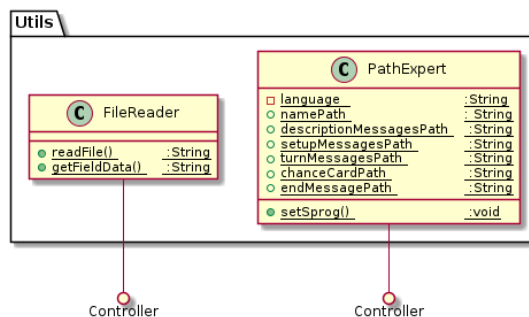 Utils
C FileReader
readFile() :String
getFieldData() :String
C PathExpert
language :String
namePath : String
descriptionMessagesPath :String
setupMessagesPath :String
turnMessagesPath :String
chanceCardPath :String
endMessagePath :String
setSprog() :void
Controller
Controller